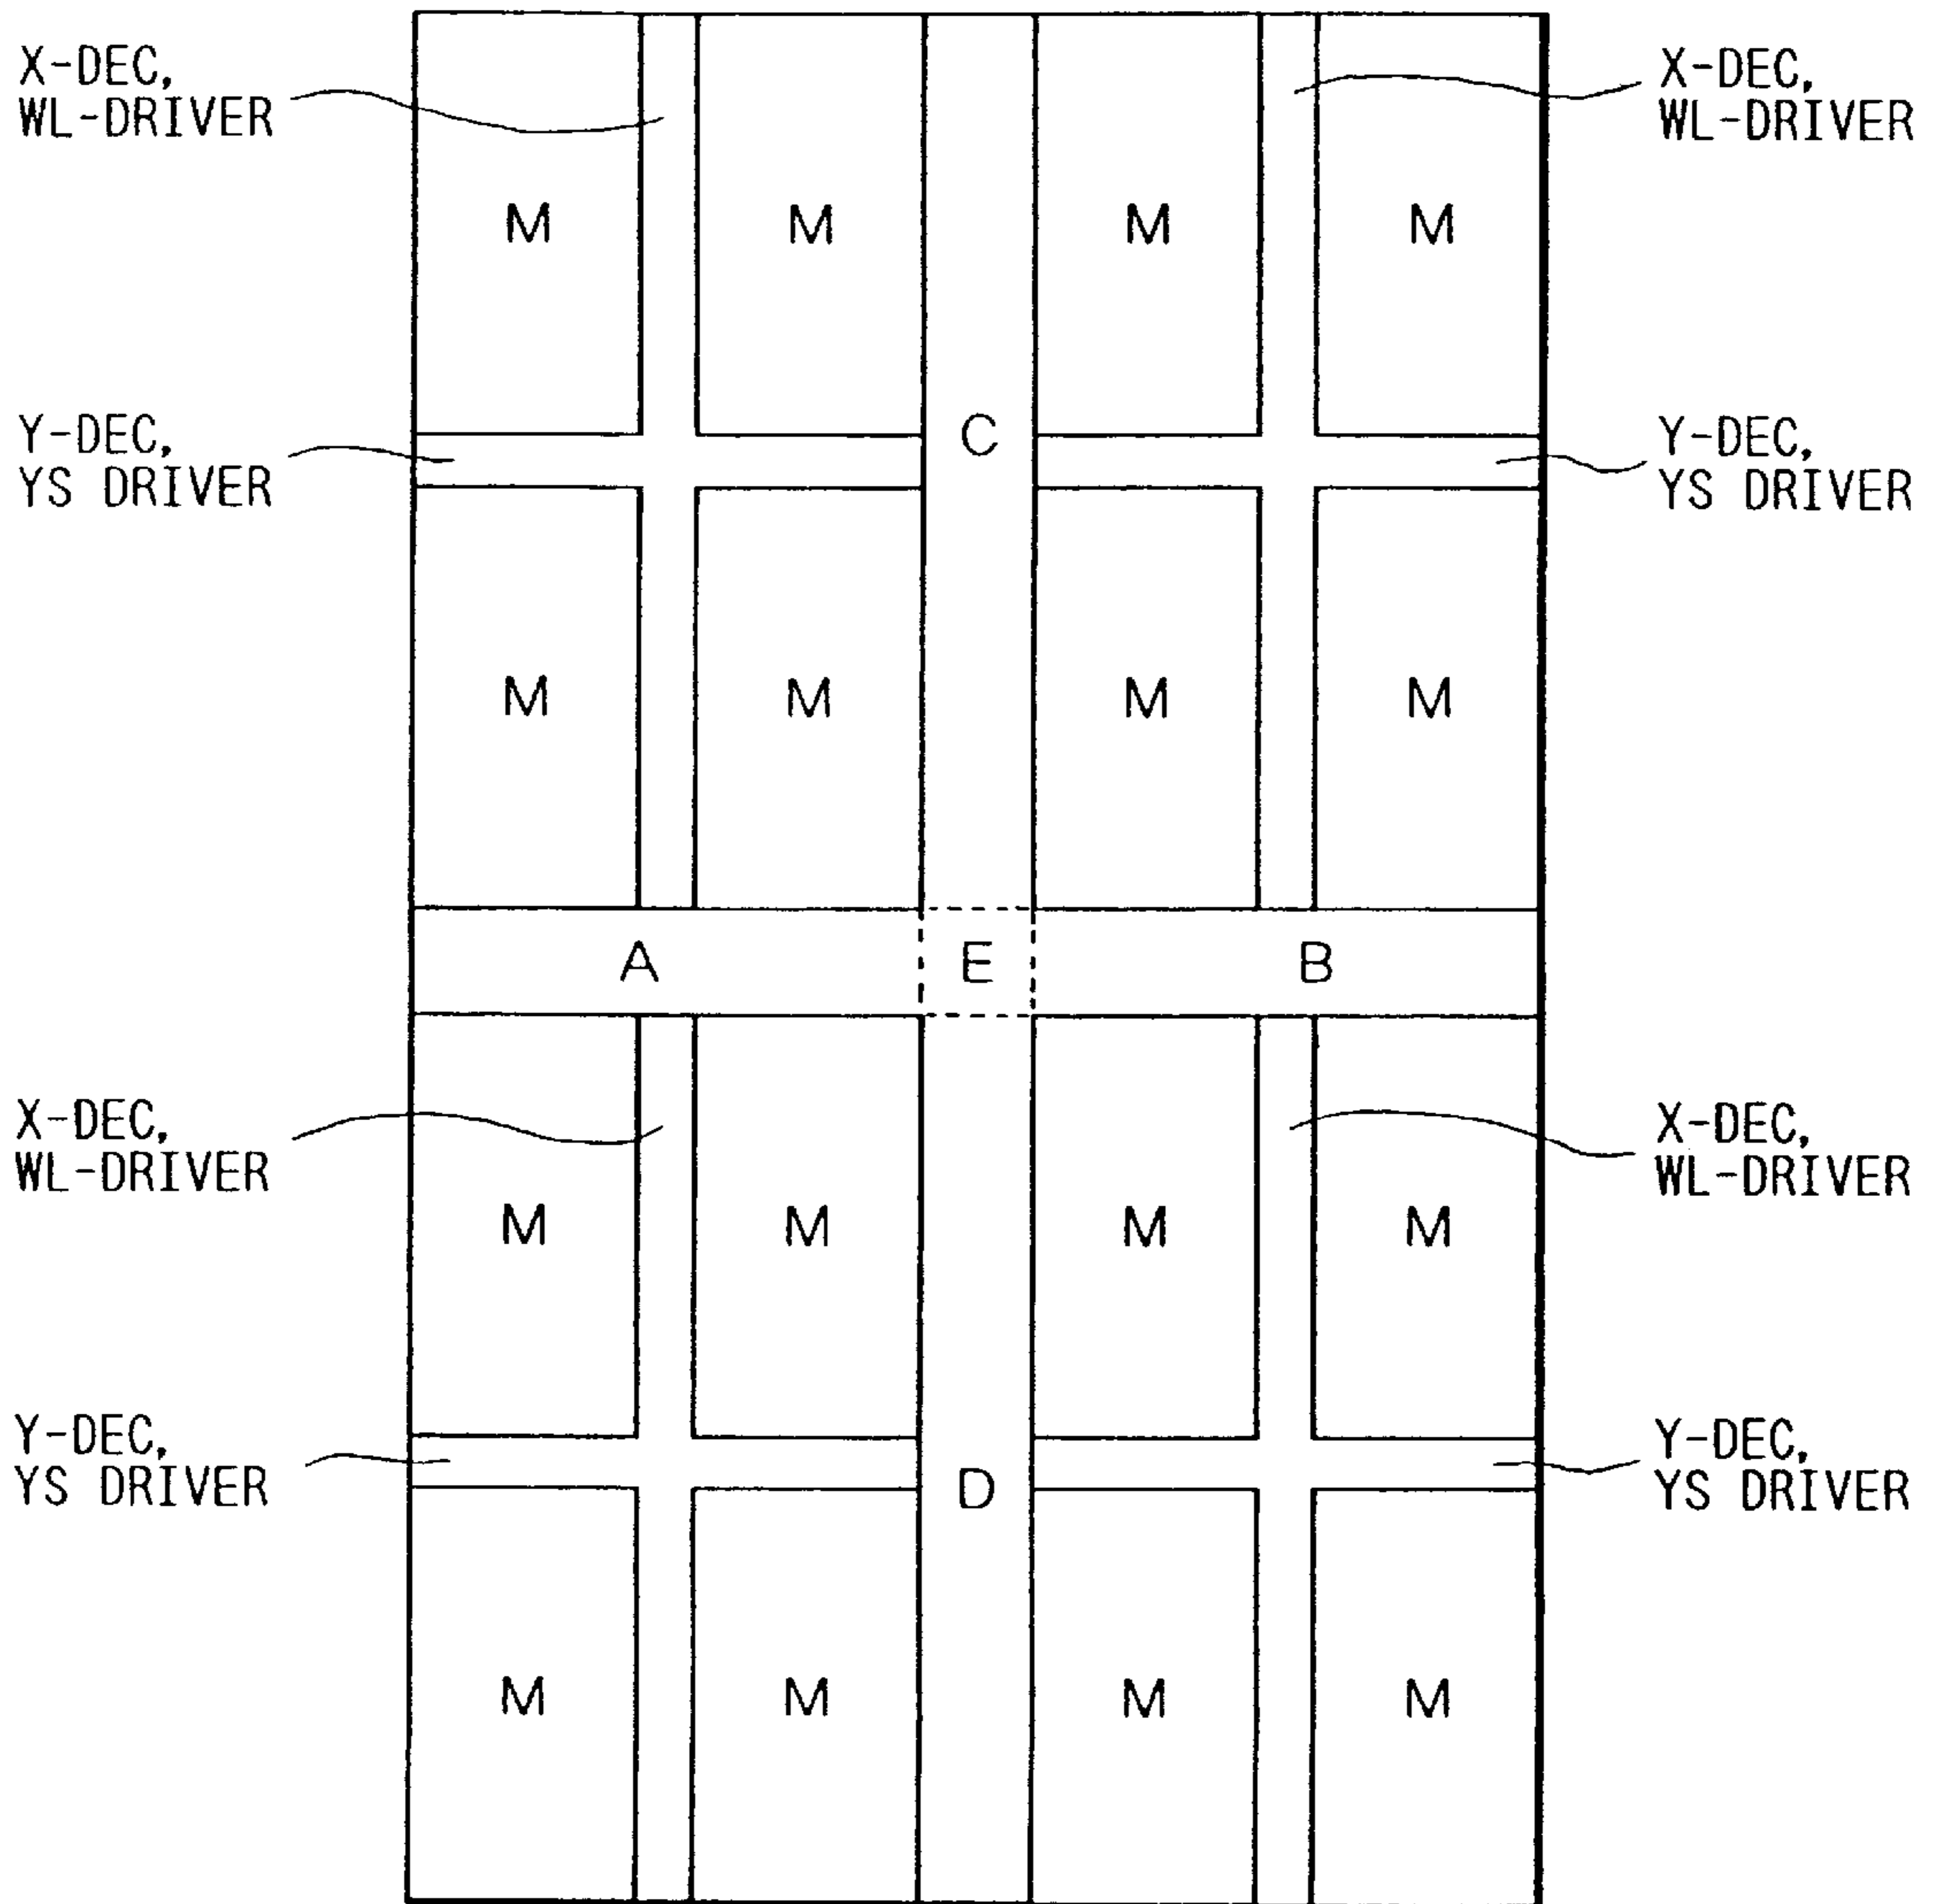 X-DEC,
WL-DRIVER
X-DEC,
WL-DRIVER
M M M M
Y-DEC,
YS DRIVER
C
Y-DEC,
YS DRIVER
M M M M
A E B
X-DEC,
WL-DRIVER
X-DEC,
WL-DRIVER
M M M M
Y-DEC,
YS DRIVER
D
Y-DEC,
YS DRIVER
M M M M